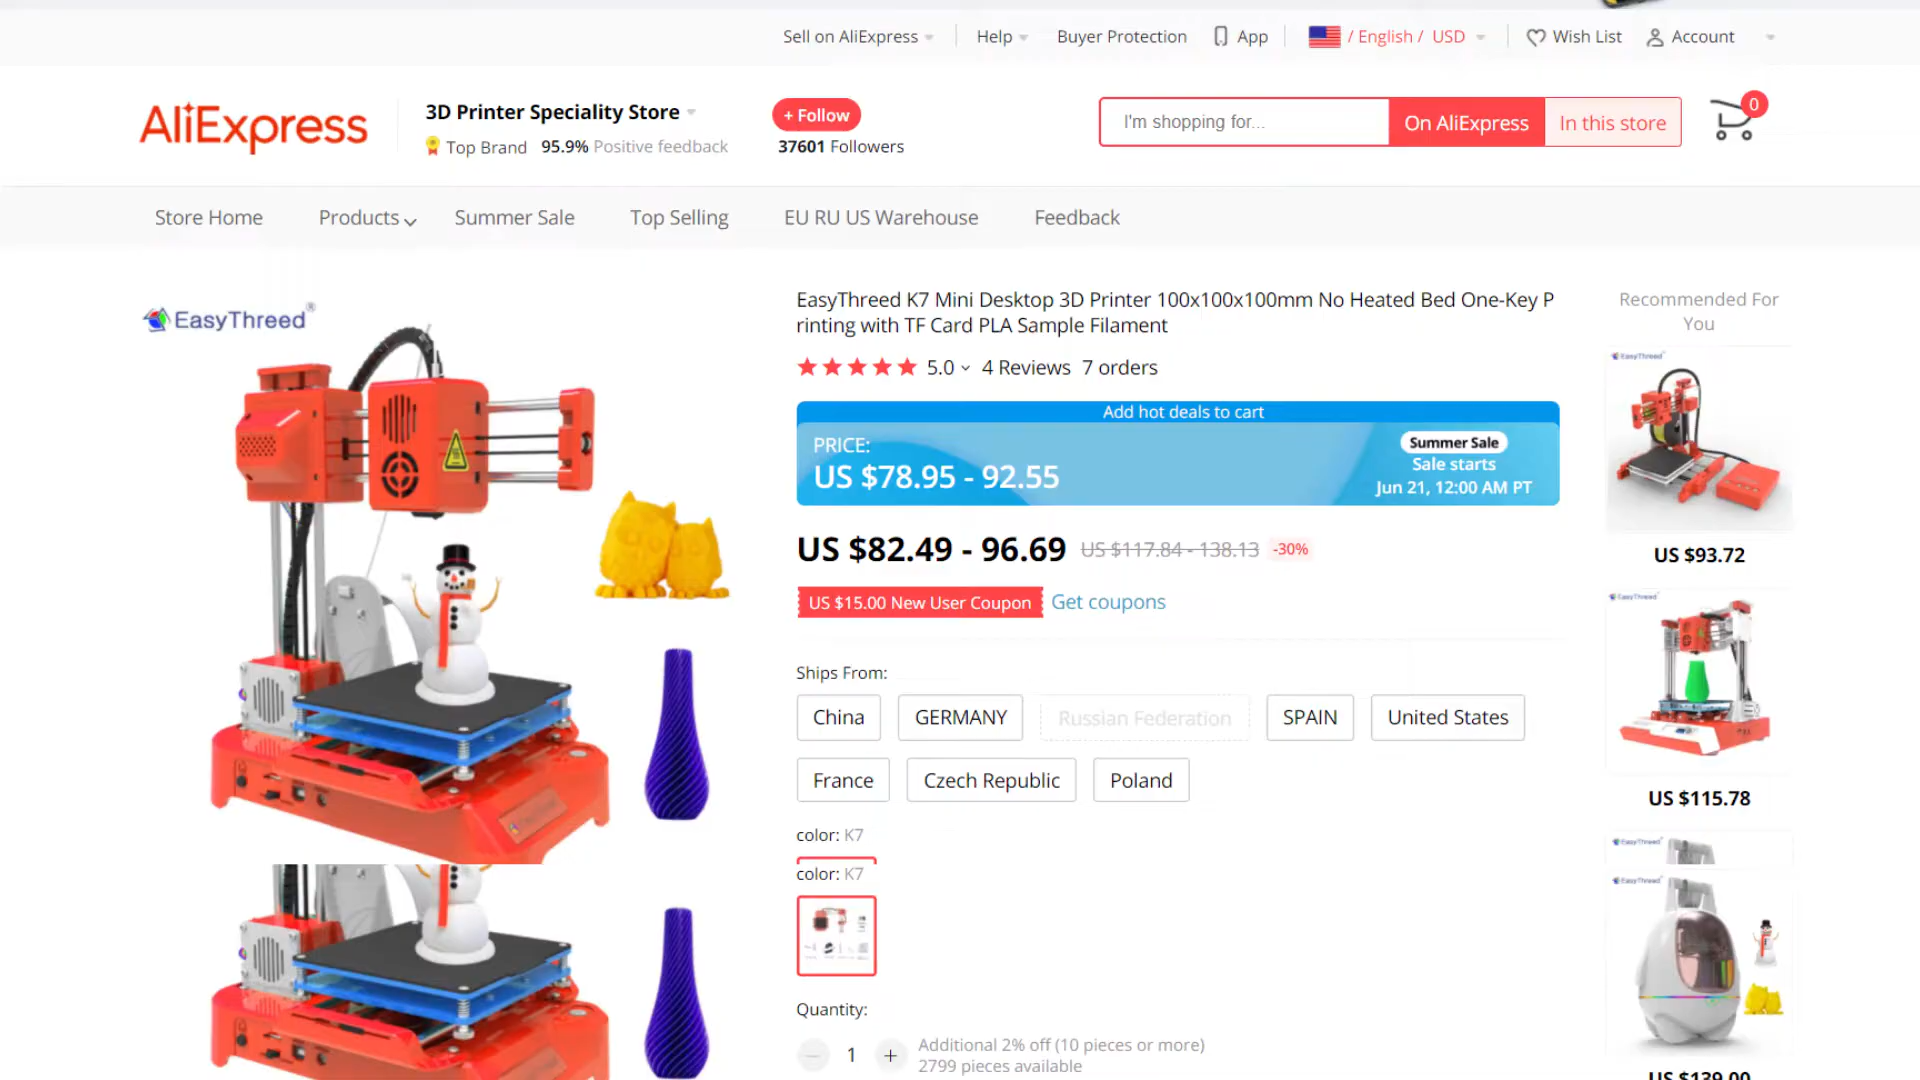 Sell on AliExpress
Help
Buyer Protection
App
/ English / USD
Wish List
Account
AliExpress
3D Printer Speciality Store
Top Brand 95.9% Positive feedback
+ Follow
37601 Followers
I'm shopping for...
On AliExpress
In this store
0
Store Home
Products
Summer Sale
Top Selling
EU RU US Warehouse
Feedback
EasyThreed®
EasyThreed K7 Mini Desktop 3D Printer 100x100x100mm No Heated Bed One-Key P
rinting with TF Card PLA Sample Filament
5.0 4 Reviews 7 orders
Add hot deals to cart
PRICE:
US $78.95 - 92.55
Summer Sale
Sale starts
Jun 21, 12:00 AM PT
US $82.49 - 96.69 US $117.84 - 138.13 -30%
US $15.00 New User Coupon Get coupons
Ships From:
China
GERMANY
Russian Federation
SPAIN
United States
France
Czech Republic
Poland
color: K7
color: K7
Quantity:
1
Additional 2% off (10 pieces or more)
2799 pieces available
Recommended For
You
EasyThreed
US $93.72
EasyThreed
US $115.78
EasyThreed
EasyThreed
US $139.00